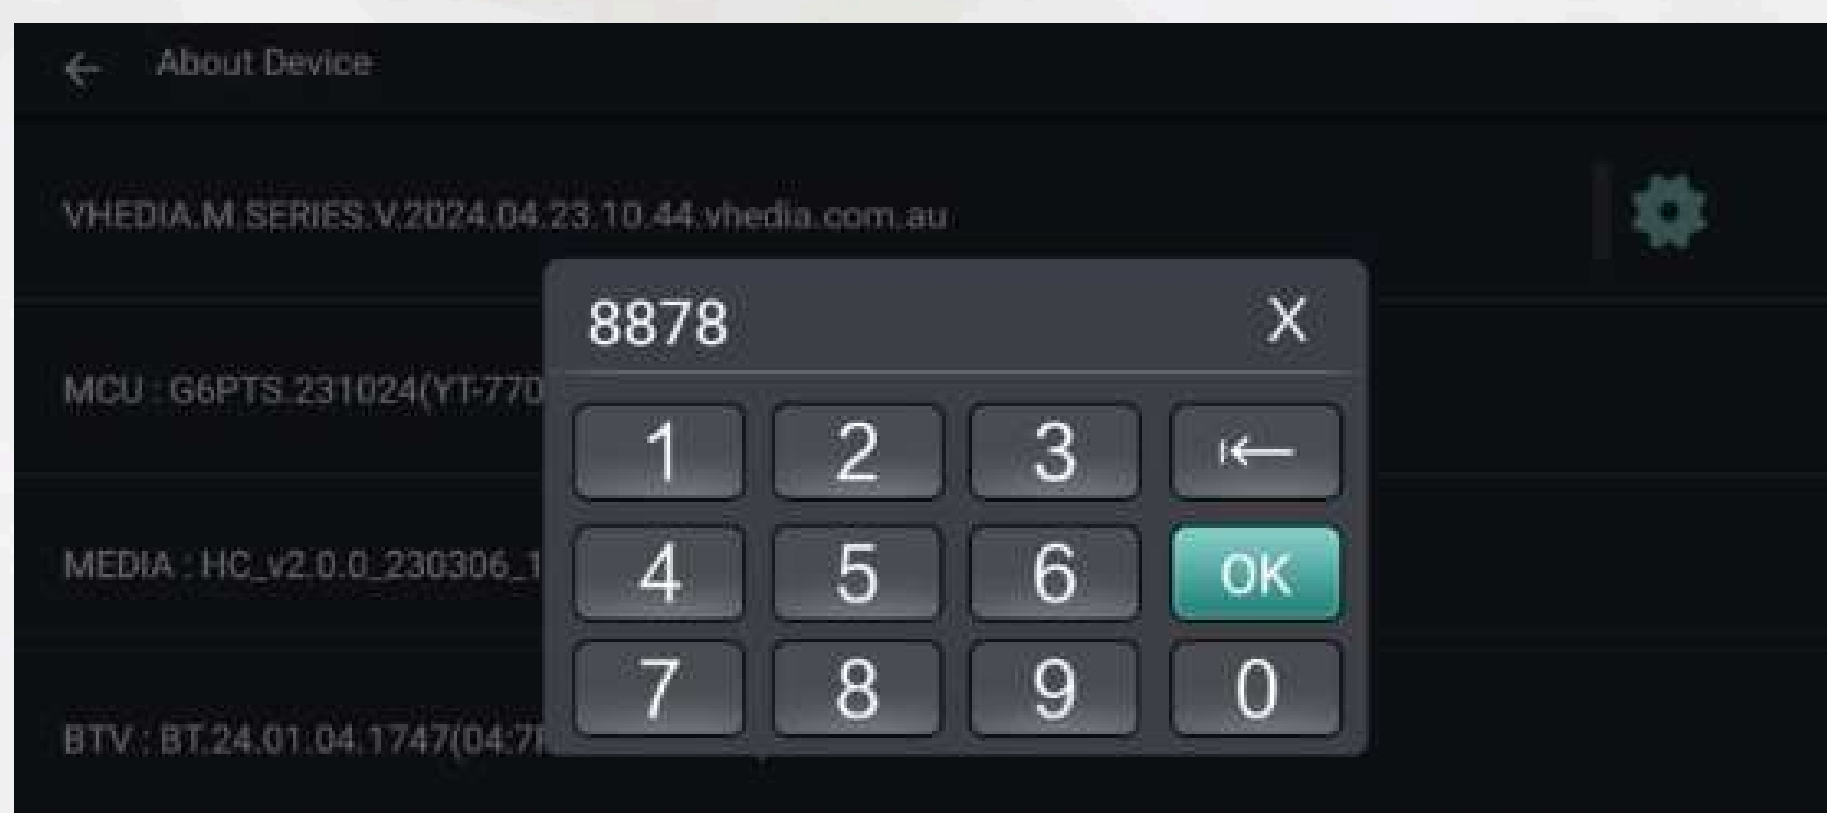 About Device
VHEDIA.M.SERIES.V.2024.04.23.10.44.vhedia.com.au
8878 X
MCU : G6PTS.231024(YT-770
1 2 3
MEDIA : HC_v2.0.0_230306_1
4 5 6 OK
7 8 9 0
BTV : BT.24.01.04.1747(04:7